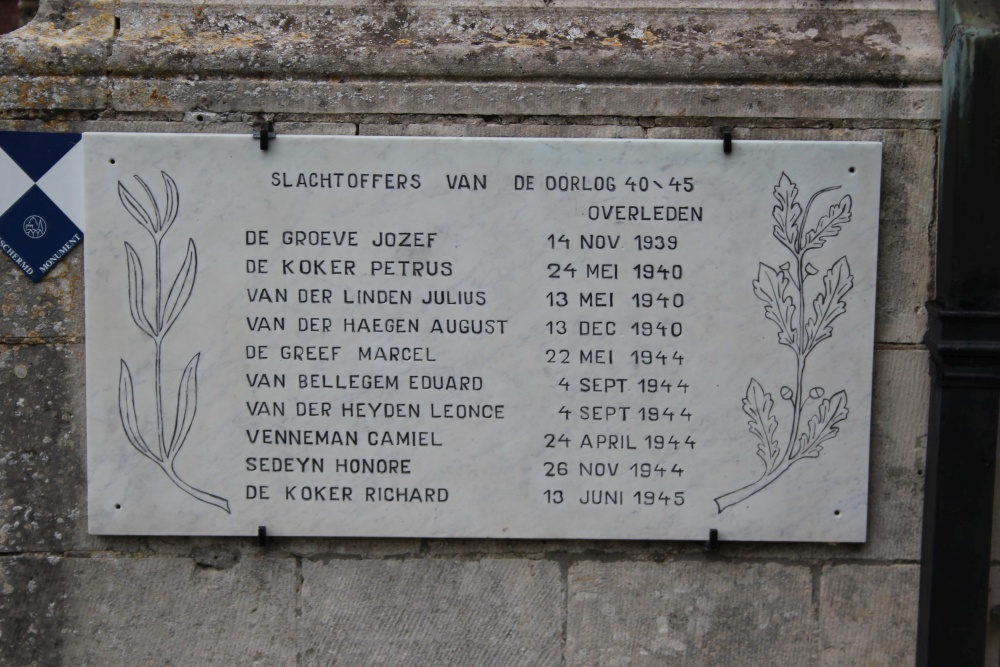 SLACHTOFFERS VAN DE OORLOG 40\45
OVERLEDEN
DE GROEVE JOZEF 14 NOV. 1939
DE KOKER PETRUS 24 MEI 1940
VAN DER LINDEN JULIUS 13 MEI 1940
VAN DER HAEGEN AUGUST 13 DEC 1940
DE GREEF MARCEL 22 MEI 1944
VAN BELLEGEM EDUARD 4 SEPT 1944
VAN DER HEYDEN LEONCE 4 SEPT 1944
VENNEMAN CAMIEL 24 APRIL 1944
SEDEYN HONORE 26 NOV 1944
DE KOKER RICHARD 13 JUNI 1945
MONUMENT